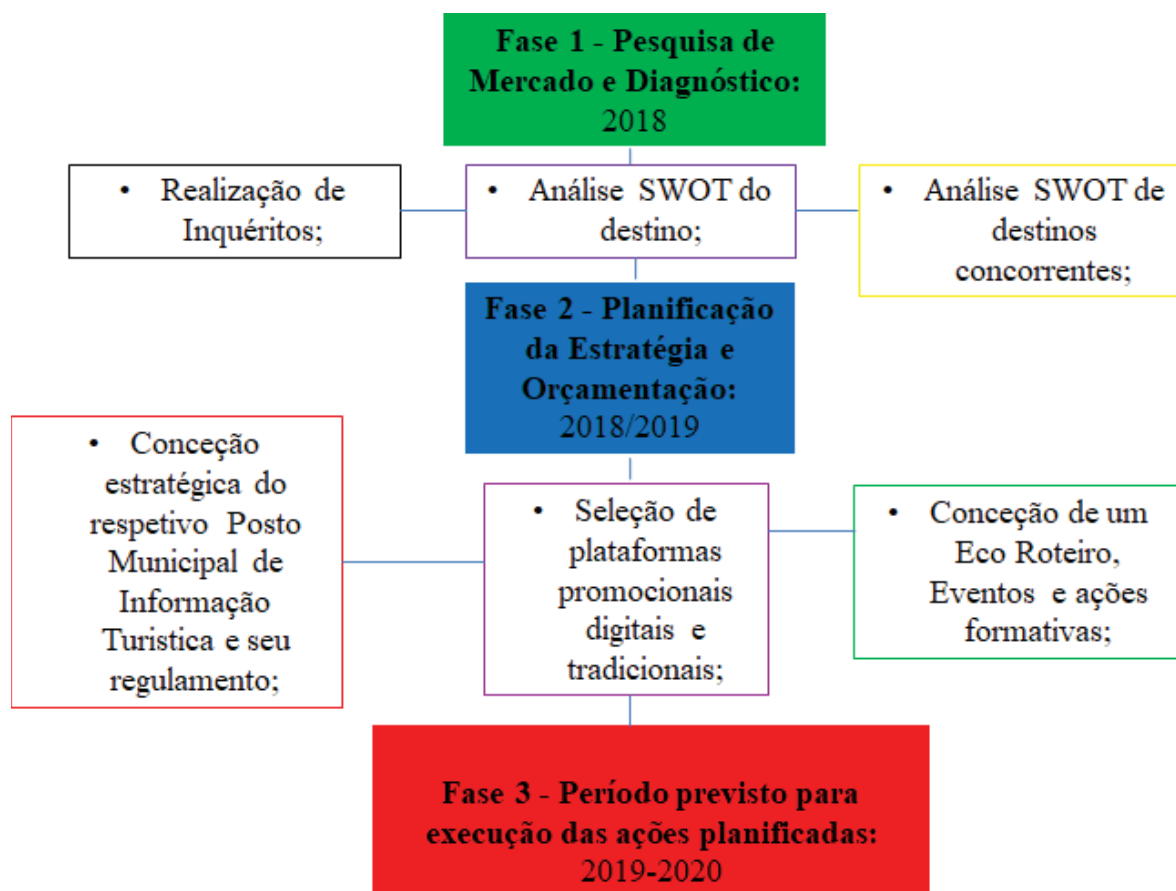 Fase 1 - Pesquisa de
Mercado e Diagnóstico:
2018
• Realização de
Inquéritos;
• Análise SWOT do
destino;
• Análise SWOT de
destinos
concorrentes;
Fase 2 - Planificação
da Estratégia e
Orçamentação:
2018/2019
• Conceção
estratégica do
respetivo Posto
Municipal de
Informação
Turistica e seu
regulamento;
• Seleção de
plataformas
promocionais
digitais e
tradicionais;
• Conceção de um
Eco Roteiro,
Eventos e ações
formativas;
Fase 3 - Período previsto para
execução das ações planificadas:
2019-2020